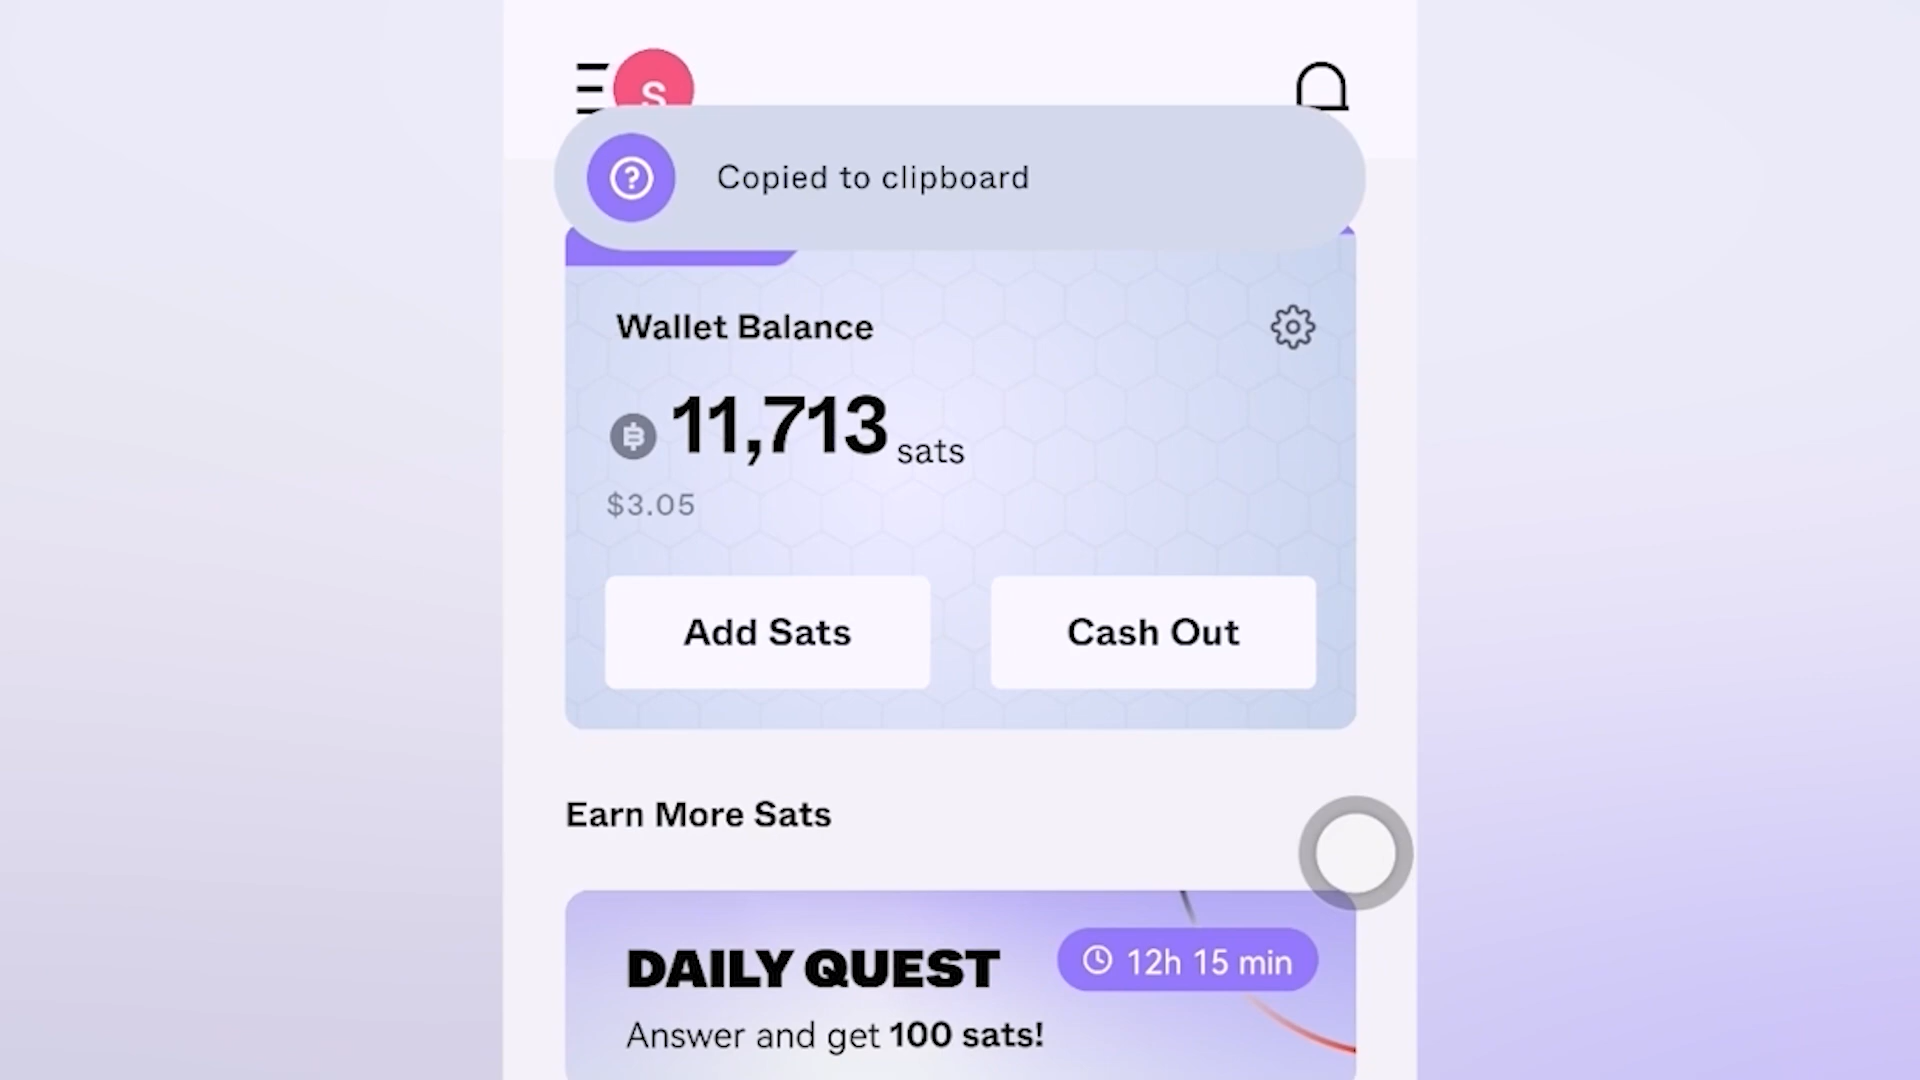 S
Copied to clipboard
Wallet Balance
11,713 sats
$3.05
Add Sats
Cash Out
Earn More Sats
DAILY QUEST
12h 15 min
Answer and get 100 sats!